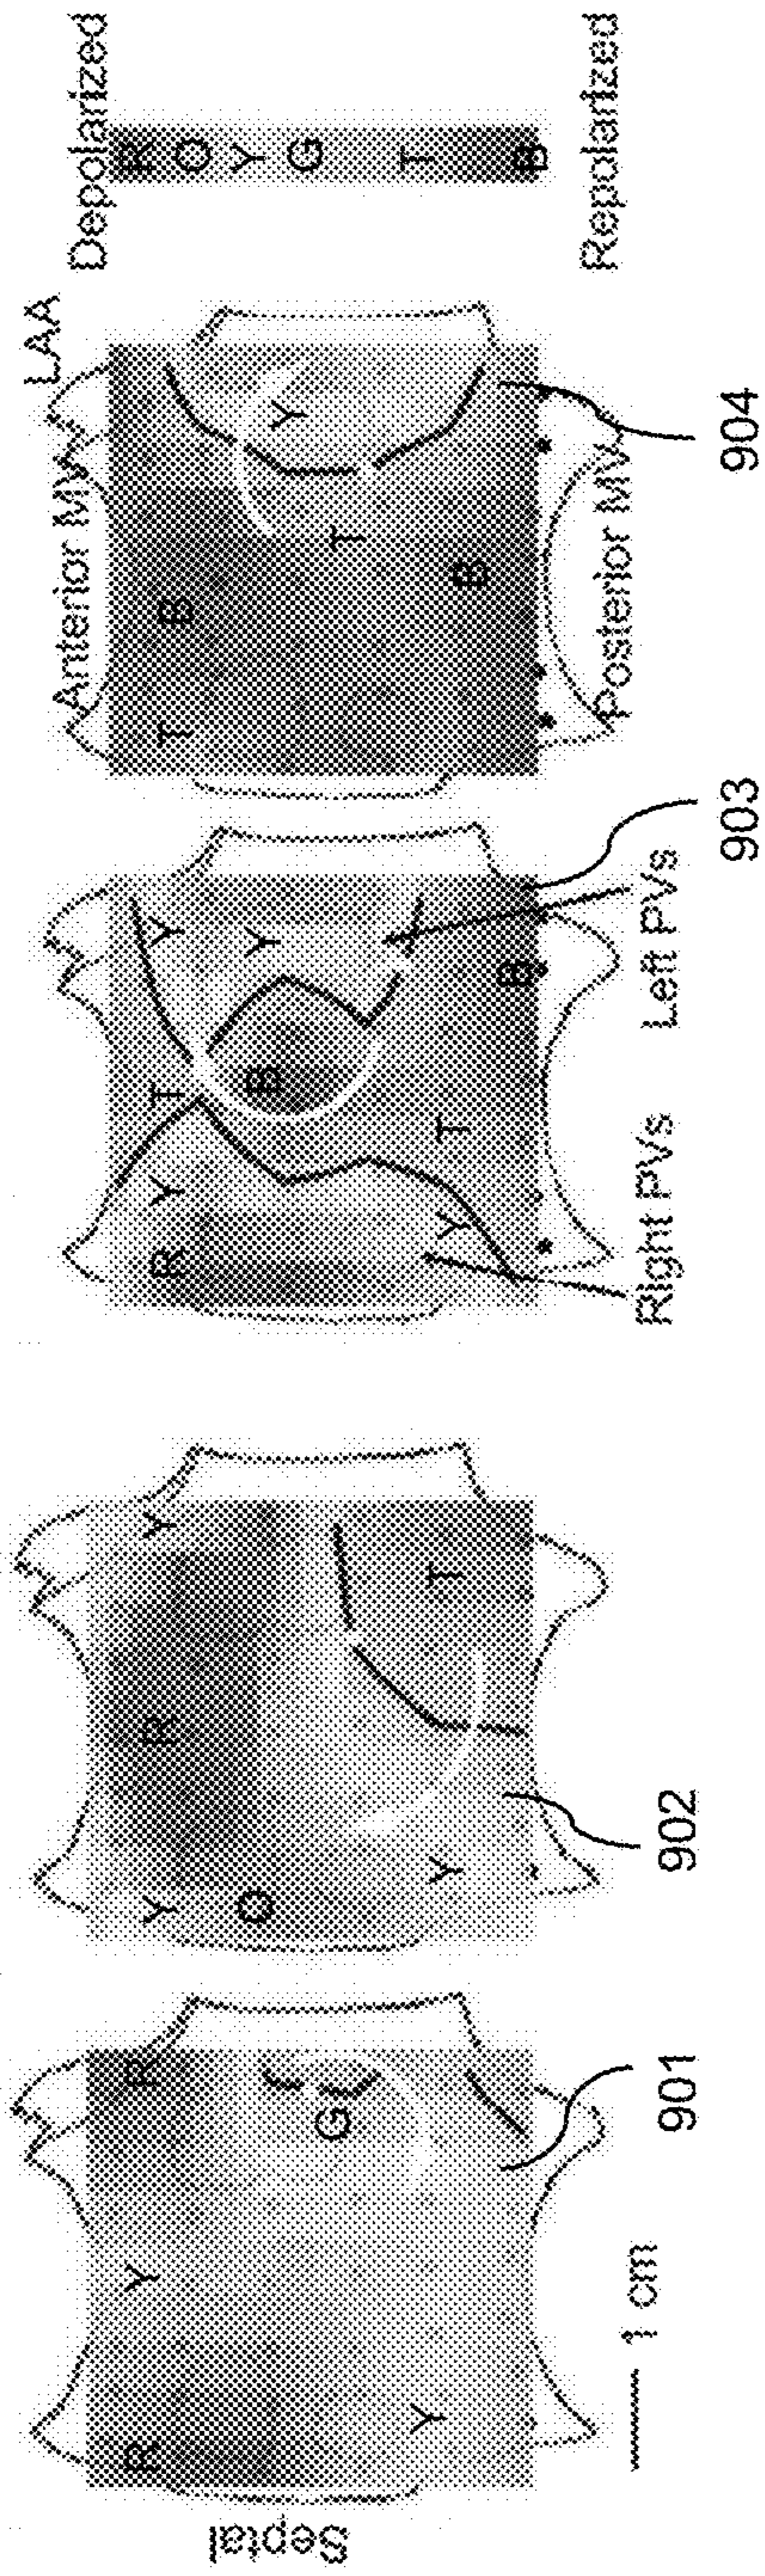 Septal
1 cm
R
Y
R
G
Y
901
Y
R
Y
O
Y
T
902
R
Y
T
Y
B
Y
Y
T
B
Right PVs
Left PVs
903
Anterior MV
LAA
T
B
Y
T
B
Posterior MV
904
Depolarized
R
O
Y
G
T
B
Repolarized